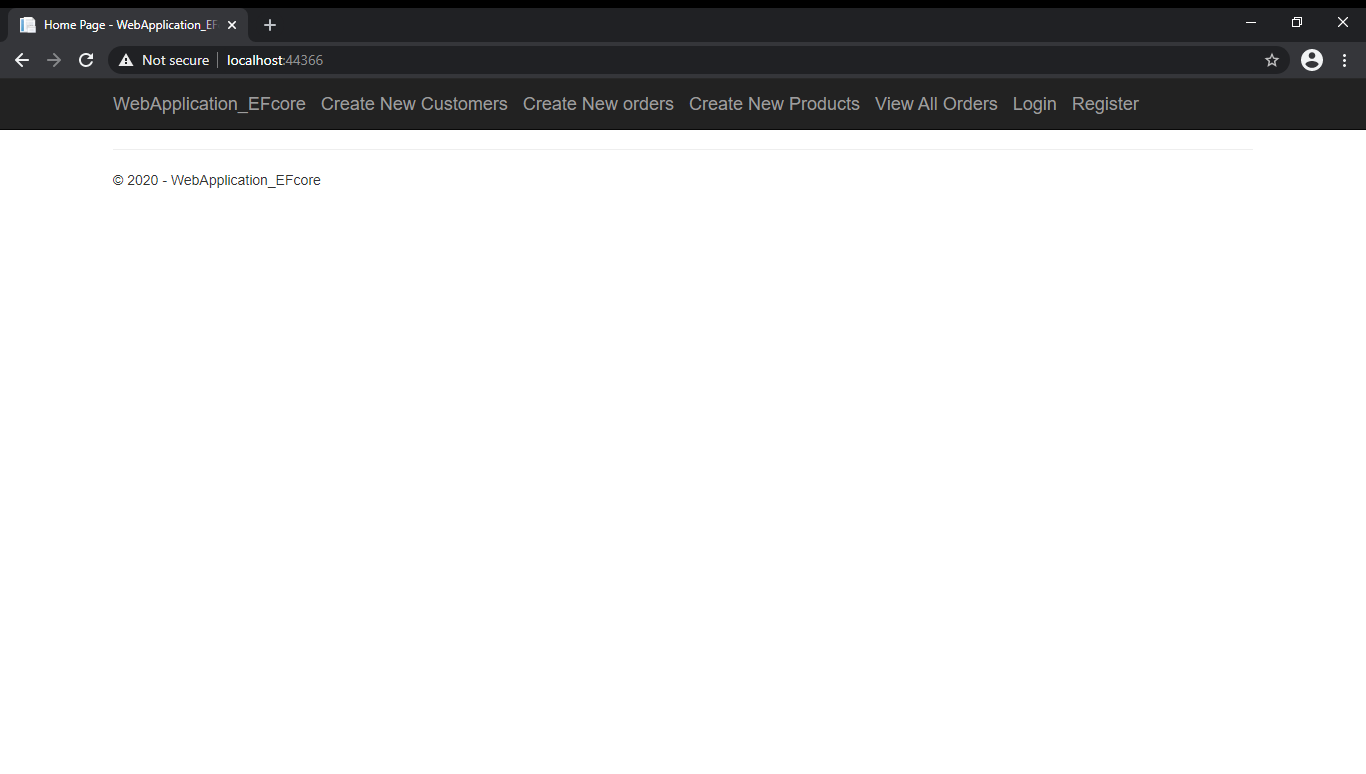 Home Page - WebApplication_EF
Not secure localhost:44366
WebApplication_EFcore Create New Customers Create New orders Create New Products View All Orders Login Register
© 2020 - WebApplication_EFcore